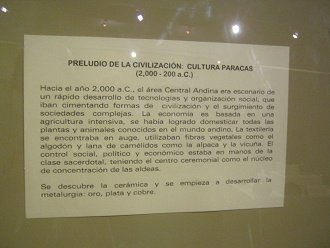 PRELUDIO DE LA CIVILIZACIÓN: CULTURA PARACAS
(2,000 - 200 a.C.)
Hacia el año 2,000 a.C., el área Central Andina era escenario de
un rápido desarrollo de tecnologías y organización social, que
iban cimentando formas de civilización y el surgimiento de
sociedades complejas. La economía es basada en una
agricultura intensiva, se había logrado domesticar todas las
plantas y animales conocidos en el mundo andino. La textilería
se encontraba en auge, utilizaban fibras vegetales como el
algodón y lana de camélidos como la alpaca y la vicuña. El
control social, político y económico estaba en manos de la
clase sacerdotal, teniendo el centro ceremonial como el núcleo
de concentración de las aldeas.
Se descubre la cerámica y se empieza a desarrollar la
metalurgia: oro, plata y cobre.